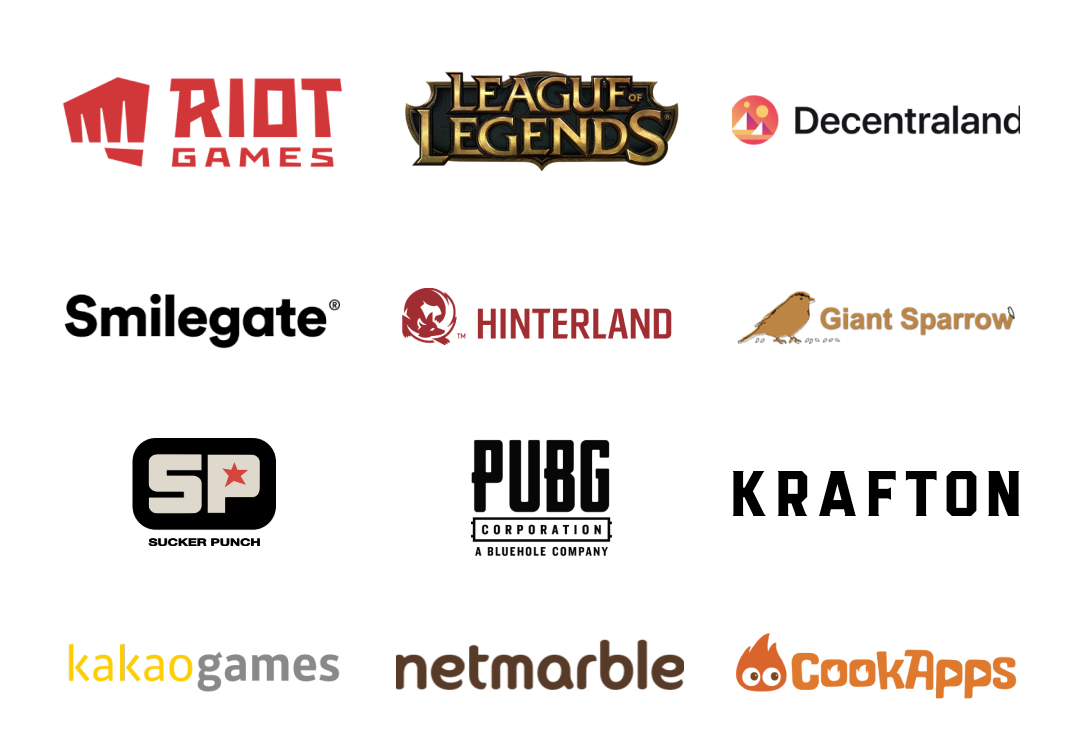 RIOT
GAMES
LEAGUE OF
LEGENDS®
Decentraland
Smilegate®
™ HINTERLAND
Giant Sparrow
SP
SUCKER PUNCH
PUBG
CORPORATION
A BLUEHOLE COMPANY
KRAFTON
kakaogames
netmarble
CookApps